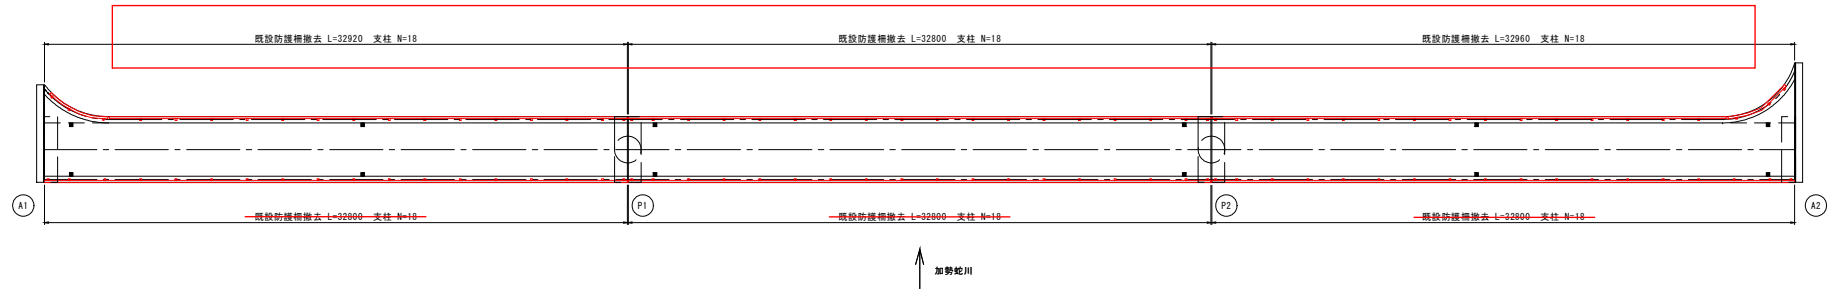 既設防護柵撤去 L=32920 支柱 N=18
既設防護柵撤去 L=32800 支柱 N=18
既設防護柵撤去 L=32960 支柱 N=18
A1
P1
P2
A2
既設防護柵撤去 L=32800 支柱 N=18
既設防護柵撤去 L=32800 支柱 N=18
既設防護柵撤去 L=32800 支柱 N=18
加勢蛇川